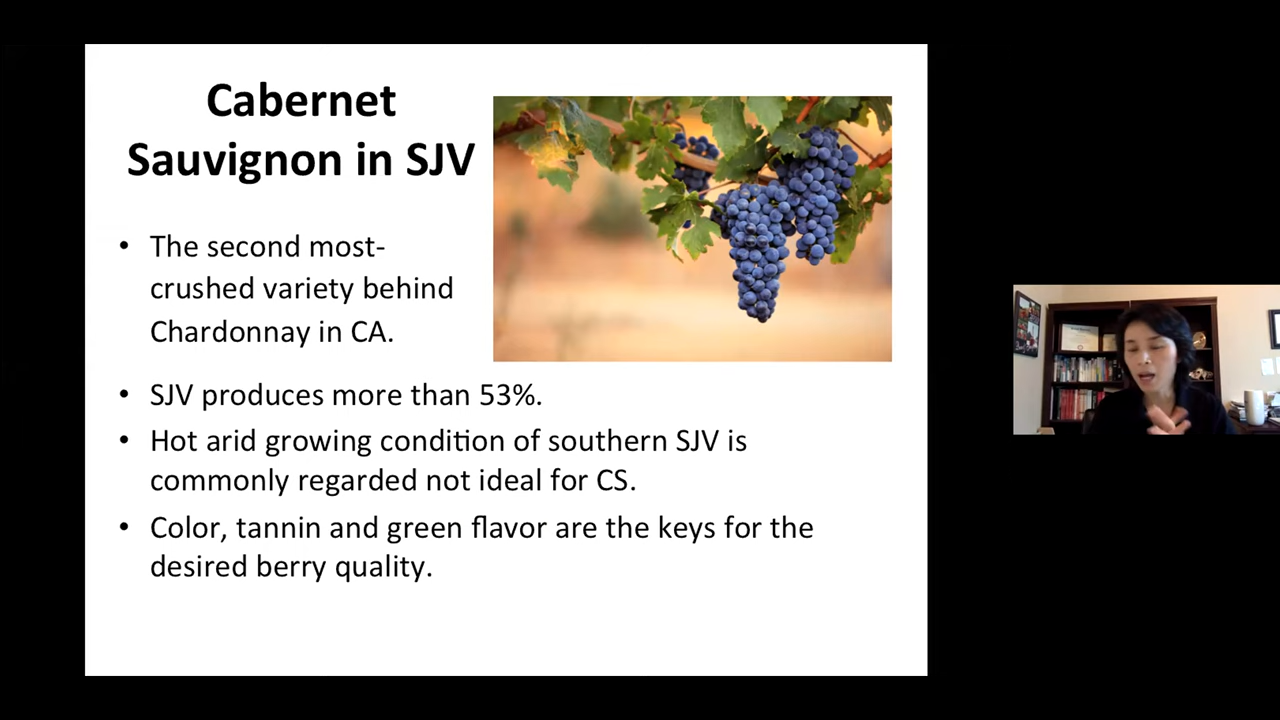 Cabernet
Sauvignon in SJV
• The second most-
crushed variety behind
Chardonnay in CA.
• SJV produces more than 53%.
• Hot arid growing condition of southern SJV is
commonly regarded not ideal for CS.
• Color, tannin and green flavor are the keys for the
desired berry quality.